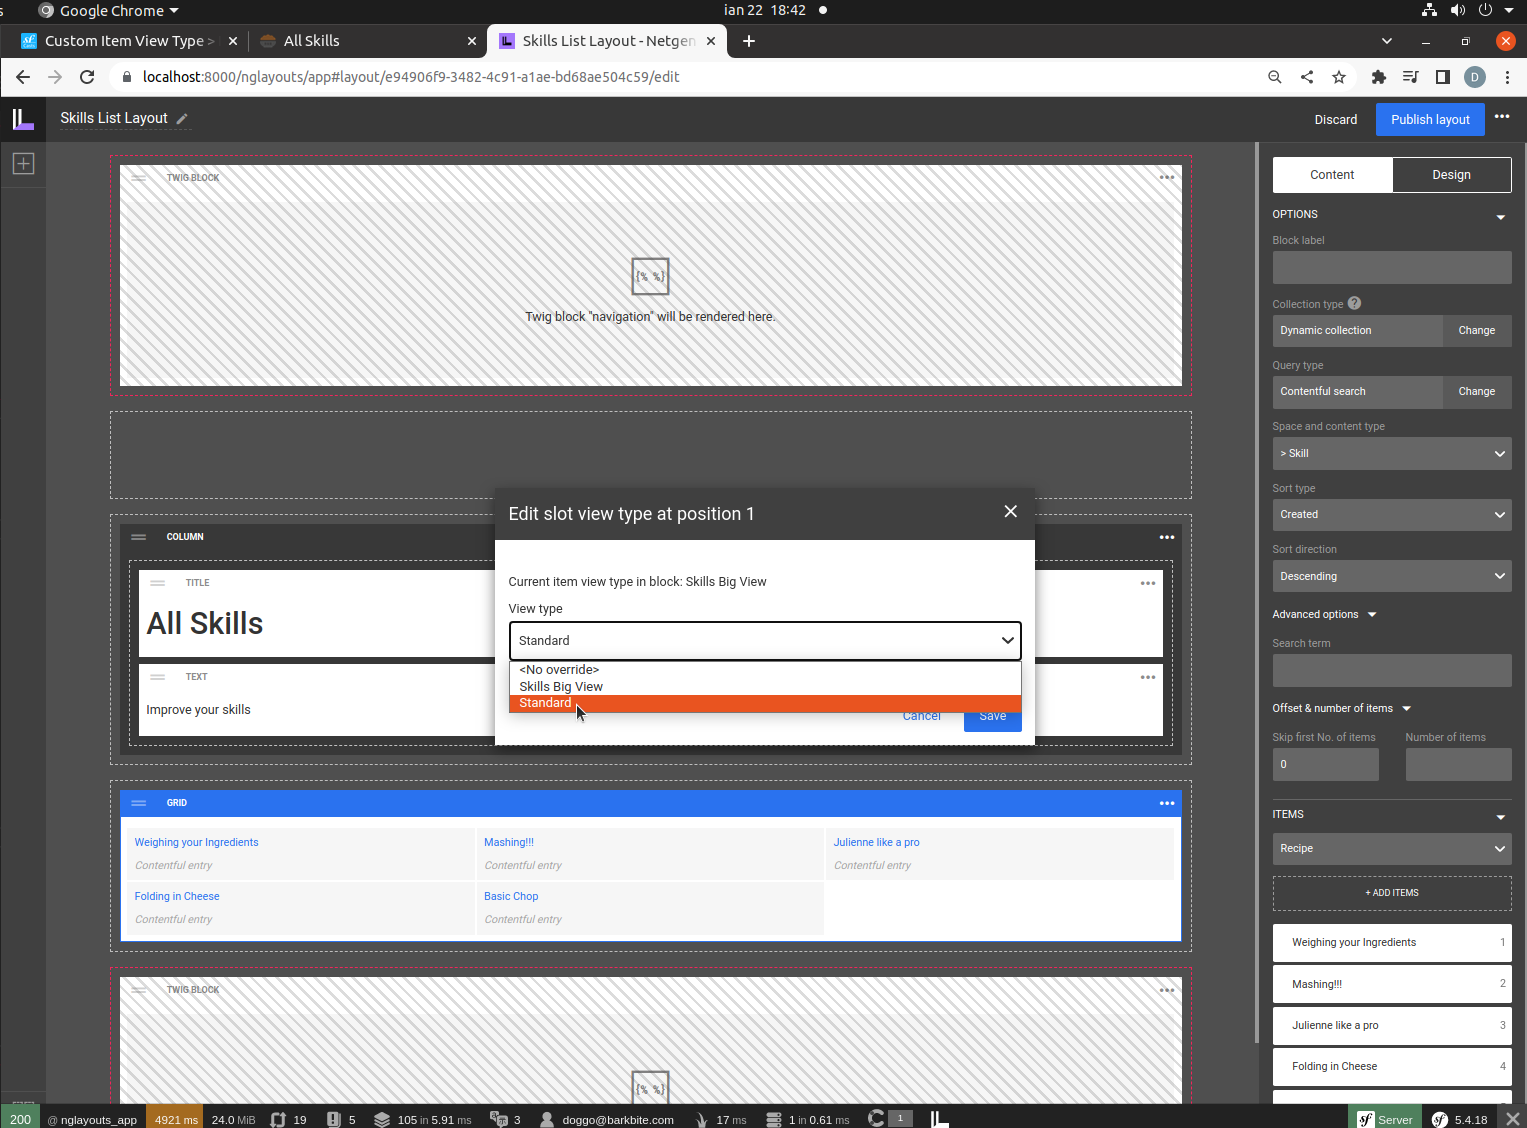 s Google Chrome ian 22 18:42
Custom Item View Type > All Skills Skills List Layout - Netgen
localhost:8000/nglayouts/app#layout/e94906f9-3482-4c91-a1ae-bd68ae504c59/edit D
Skills List Layout Discard Publish layout
Content Design
TWIG BLOCK
{% %}
Twig block "navigation" will be rendered here.
OPTIONS
Block label
Collection type ?
Dynamic collection Change
Query type
Contentful search Change
Space and content type
> Skill
Sort type
Created
Sort direction
Descending
Advanced options
Search term
Offset & number of items
Skip first No. of items Number of items
0
COLUMN
TITLE
All Skills
TEXT
Improve your skills
Edit slot view type at position 1
Current item view type in block: Skills Big View
View type
Standard
<No override>
Skills Big View
Standard
Cancel Save
GRID
Weighing your Ingredients Mashing!!! Julienne like a pro
Contentful entry Contentful entry Contentful entry
Folding in Cheese Basic Chop
Contentful entry Contentful entry
ITEMS
Recipe
+ ADD ITEMS
Weighing your Ingredients 1
Mashing!!! 2
Julienne like a pro 3
Folding in Cheese 4
TWIG BLOCK
{% %}
200 @ nglayouts_app 4921 ms 24.0 MiB 19 5 105 in 5.91 ms 3 doggo@barkbite.com 17 ms 1 in 0.61 ms 1 sf Server sf 5.4.18